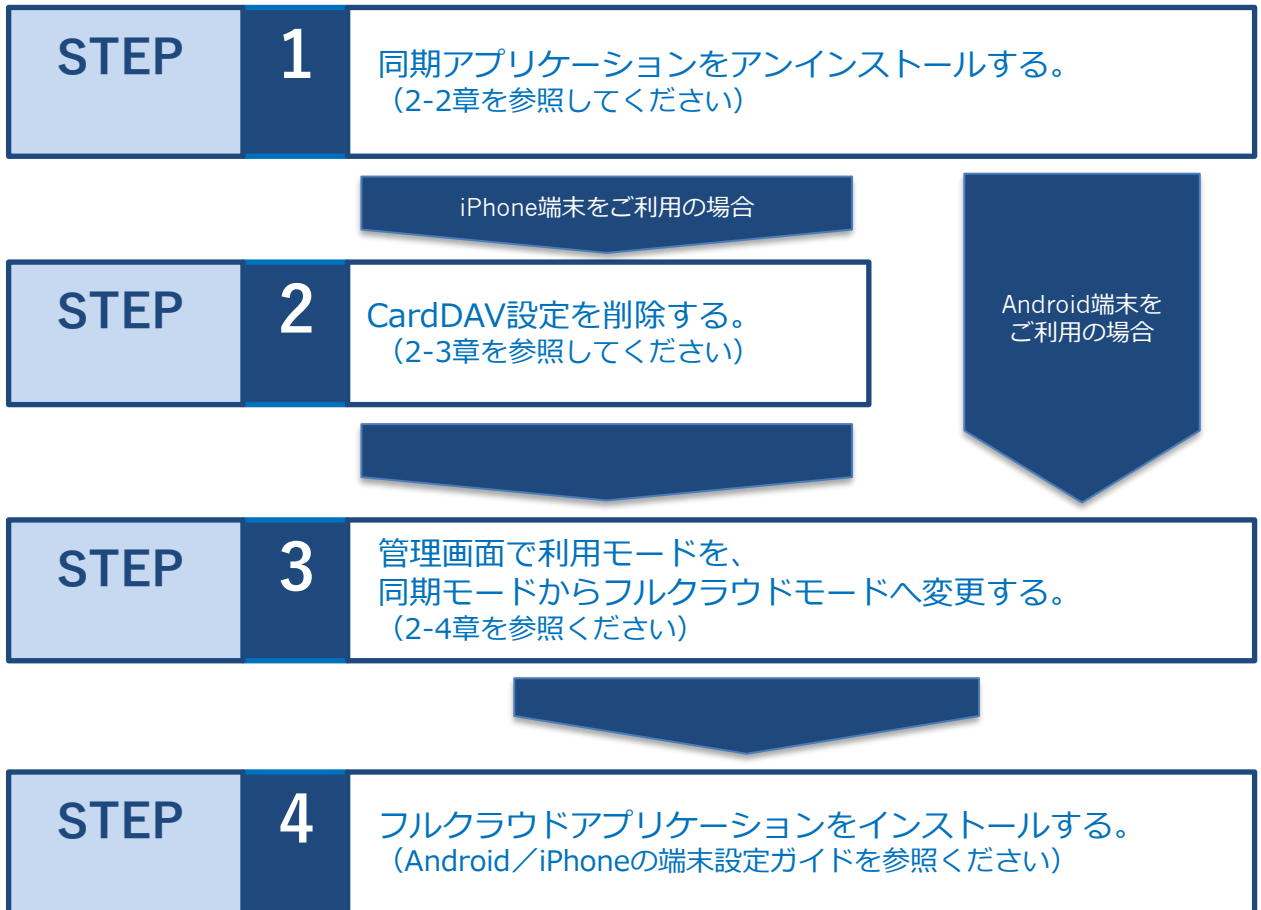 STEP 1
同期アプリケーションをアンインストールする。
（2-2章を参照してください）
iPhone端末をご利用の場合
STEP 2
CardDAV設定を削除する。
（2-3章を参照してください）
Android端末を
ご利用の場合
STEP 3
管理画面で利用モードを、
同期モードからフルクラウドモードへ変更する。
（2-4章を参照ください）
STEP 4
フルクラウドアプリケーションをインストールする。
（Android／iPhoneの端末設定ガイドを参照ください）